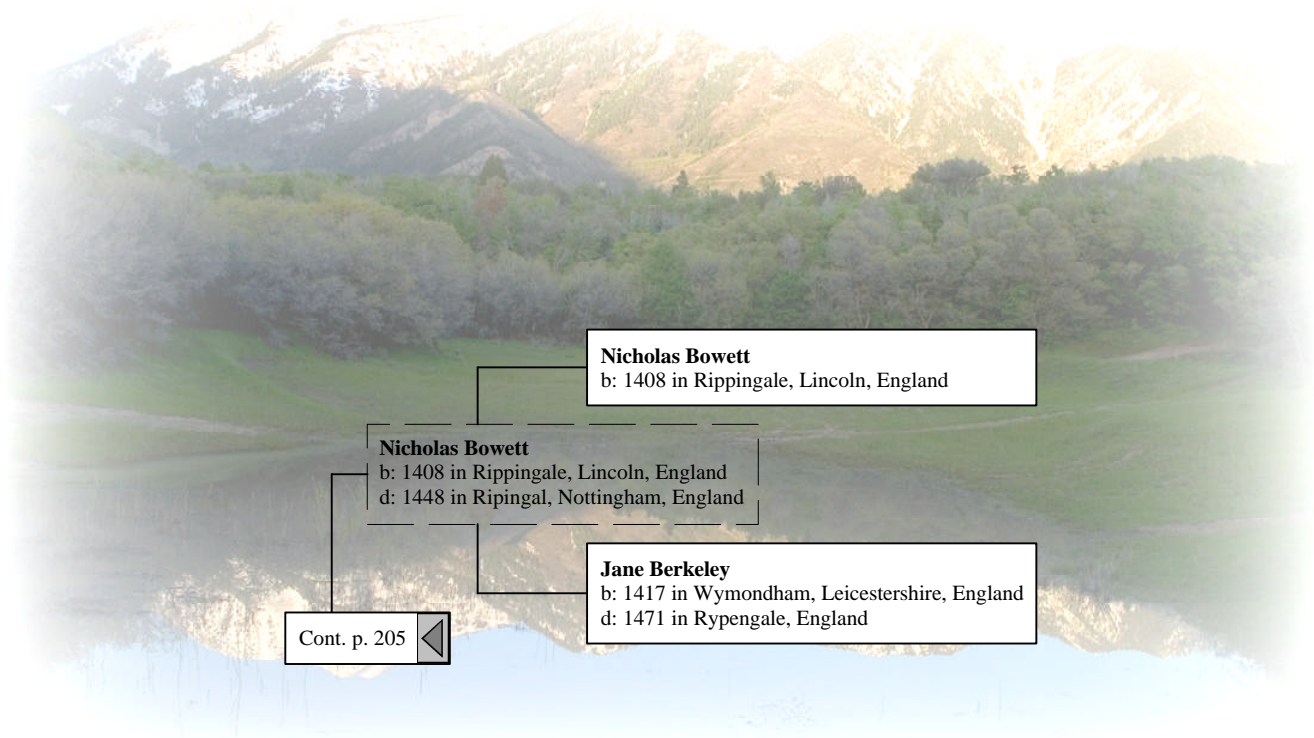 Nicholas Bowett
b: 1408 in Rippingale, Lincoln, England
Nicholas Bowett
b: 1408 in Rippingale, Lincoln, England
d: 1448 in Ripingal, Nottingham, England
Jane Berkeley
b: 1417 in Wymondham, Leicestershire, England
d: 1471 in Rypengale, England
Cont. p. 205